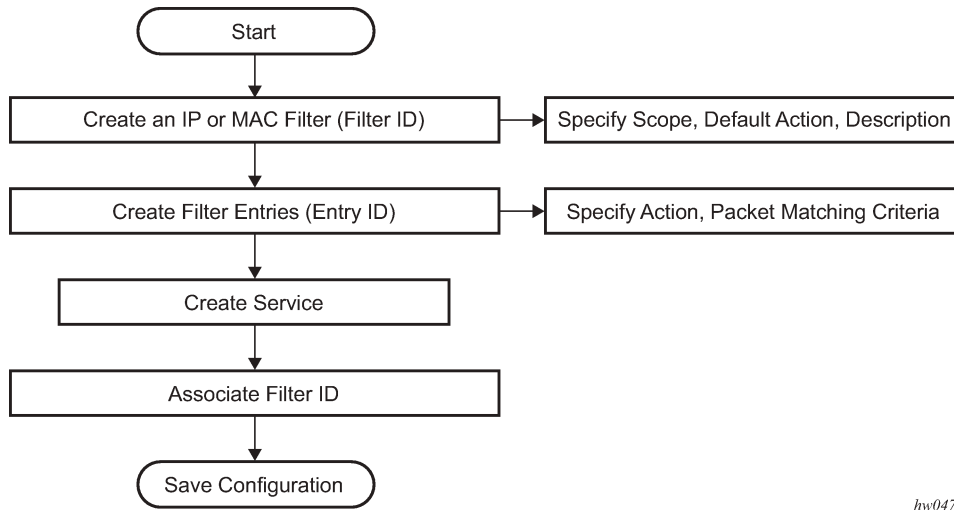 Start
Create an IP or MAC Filter (Filter ID)
Specify Scope, Default Action, Description
Create Filter Entries (Entry ID)
Specify Action, Packet Matching Criteria
Create Service
Associate Filter ID
Save Configuration
hw047